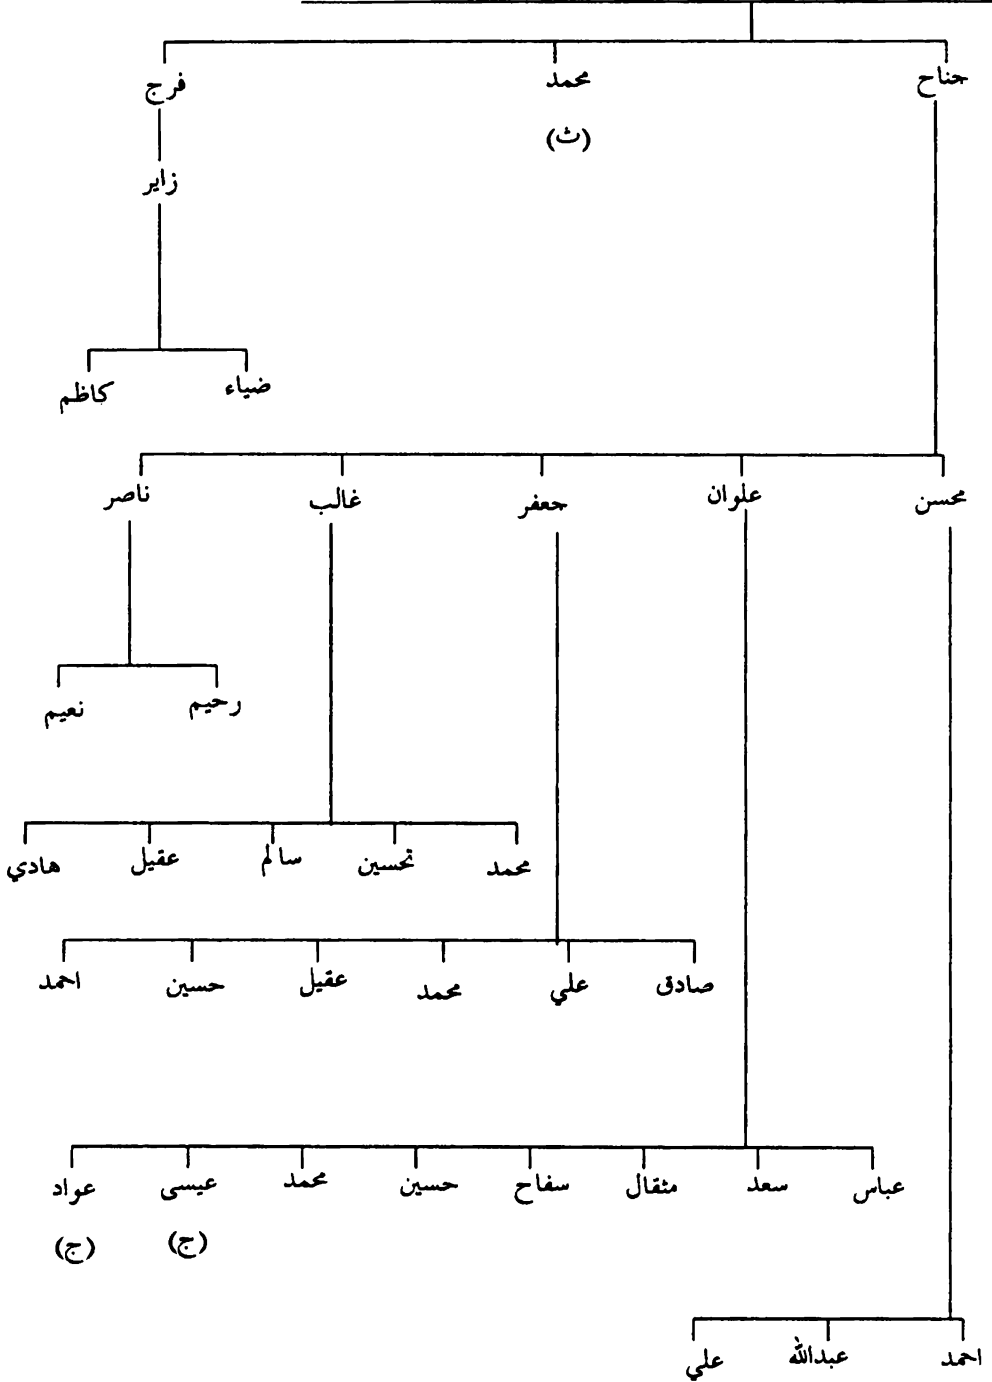 جناح محمد فرج
(ث)
زاير
ضياء كاظم
محسن علوان جعفر غالب ناصر
رحيم نعيم
محمد تحسين سالم عقيل هادي
صادق علي محمد عقيل حسين احمد
عباس سعد مثقال سفاح حسين محمد عيسى عواد
(ج) (ج)
احمد عبدالله علي